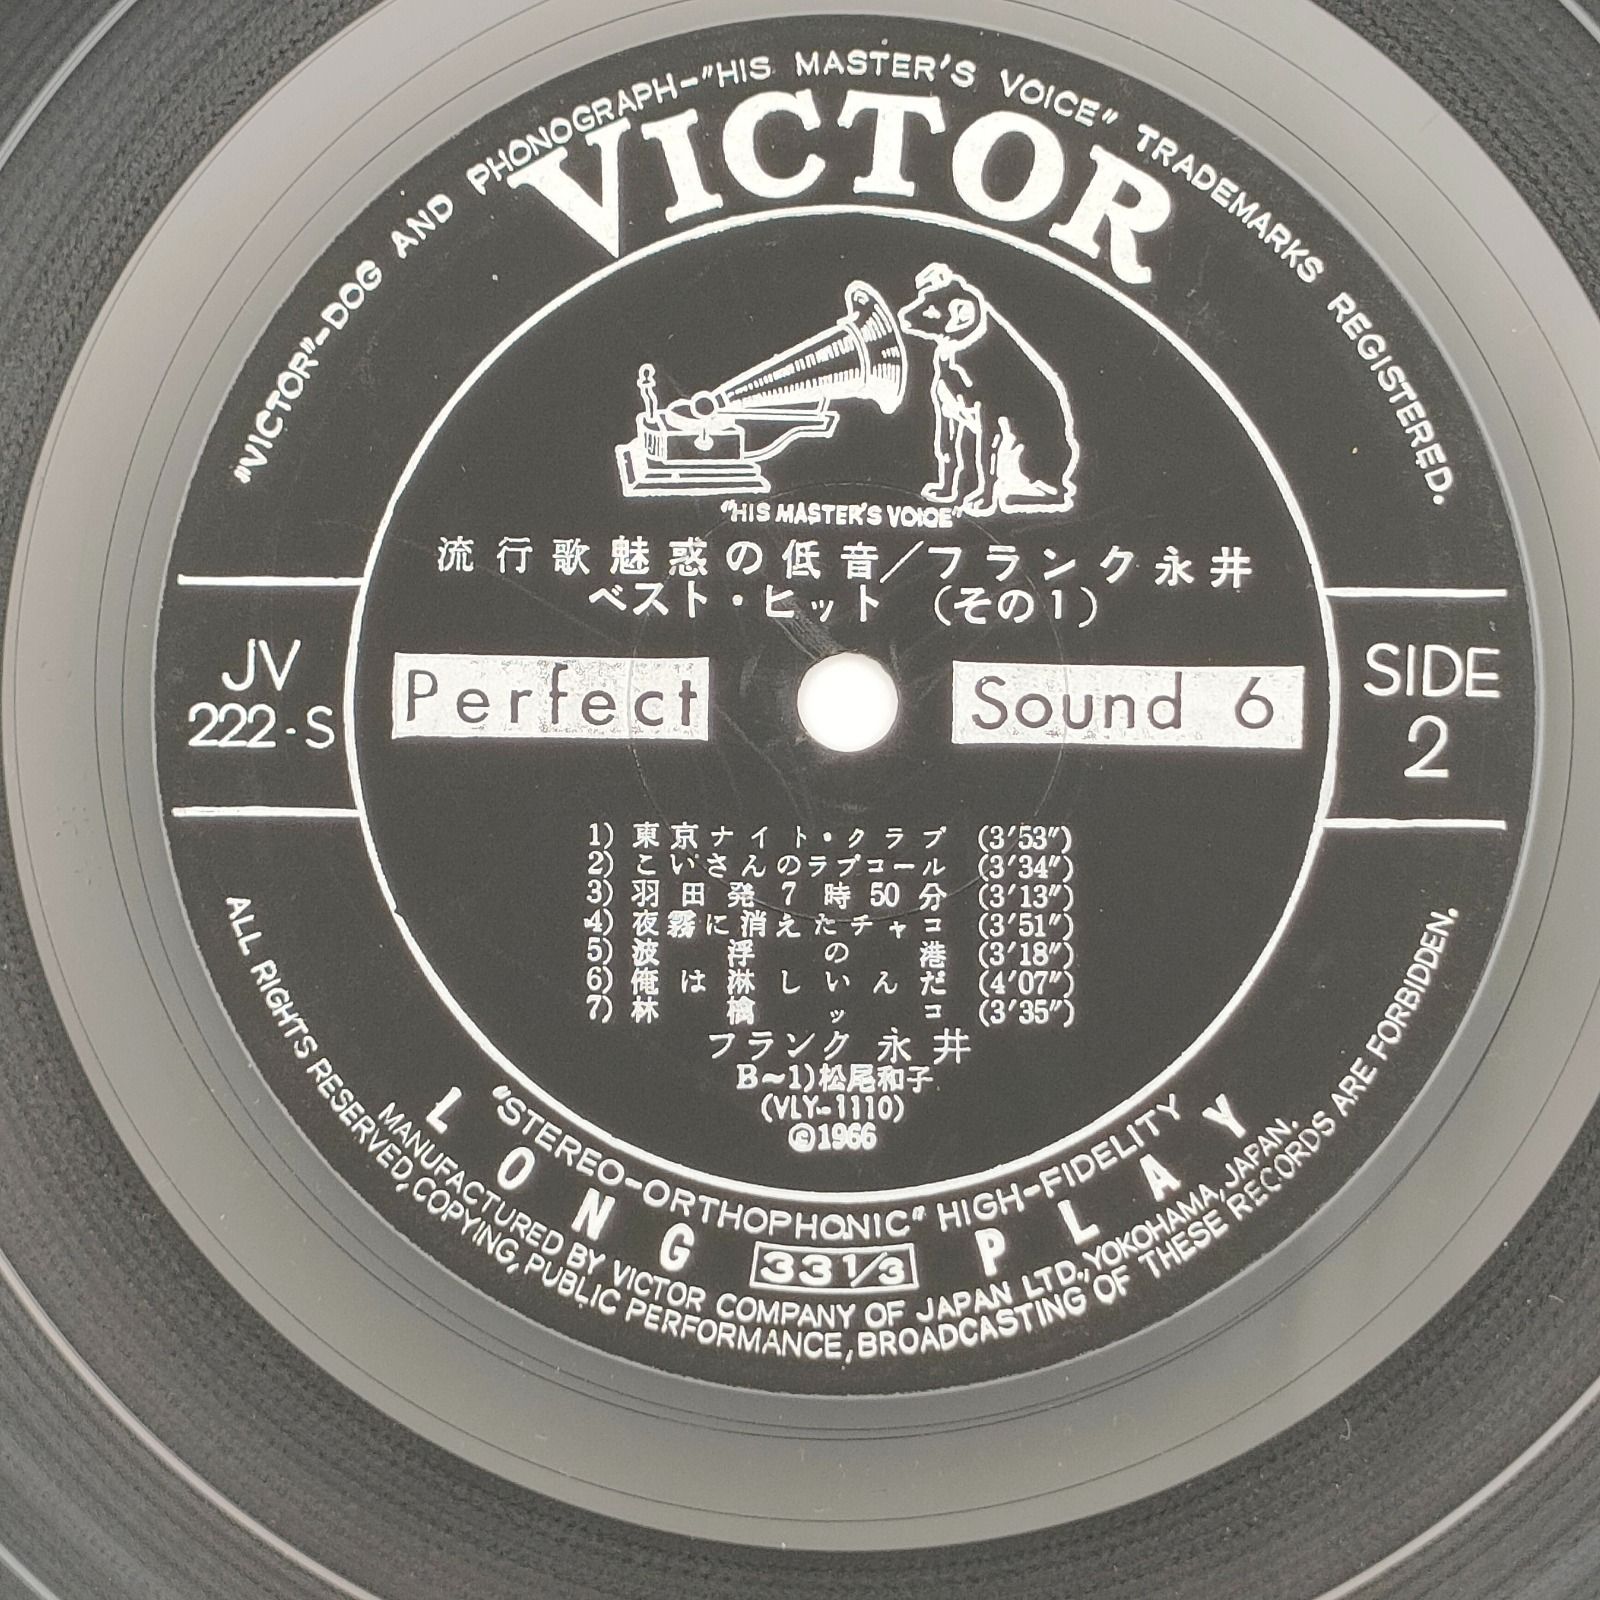 "VICTOR"-DOG AND PHONOGRAPH-"HIS MASTER'S VOICE" TRADEMARKS REGISTERED.
VICTOR
"HIS MASTER'S VOICE"
流行歌魅惑の低音/フランク永井
ベスト・ヒット (その1)
JV
222-S
Perfect Sound 6
SIDE
2
1) 東京ナイト・クラブ (3′53″)
2) こいさんのラブコール (3′34″)
3) 羽田発7時50分 (3′13″)
4) 夜霧に消えたチャコ (3′51″)
5) 波浮の港 (3′18″)
6) 俺は淋しいんだ (4′07″)
7) 林檎ッコ (3′35″)
フランク永井
B~1)松尾和子
(VLY-1110)
©1966
"STEREO-ORTHOPHONIC" HIGH-FIDELITY
LONG 33 1/3 PLAY
MANUFACTURED BY VICTOR COMPANY OF JAPAN LTD., YOKOHAMA, JAPAN.
ALL RIGHTS RESERVED, COPYING, PUBLIC PERFORMANCE, BROADCASTING OF THESE RECORDS ARE FORBIDDEN.